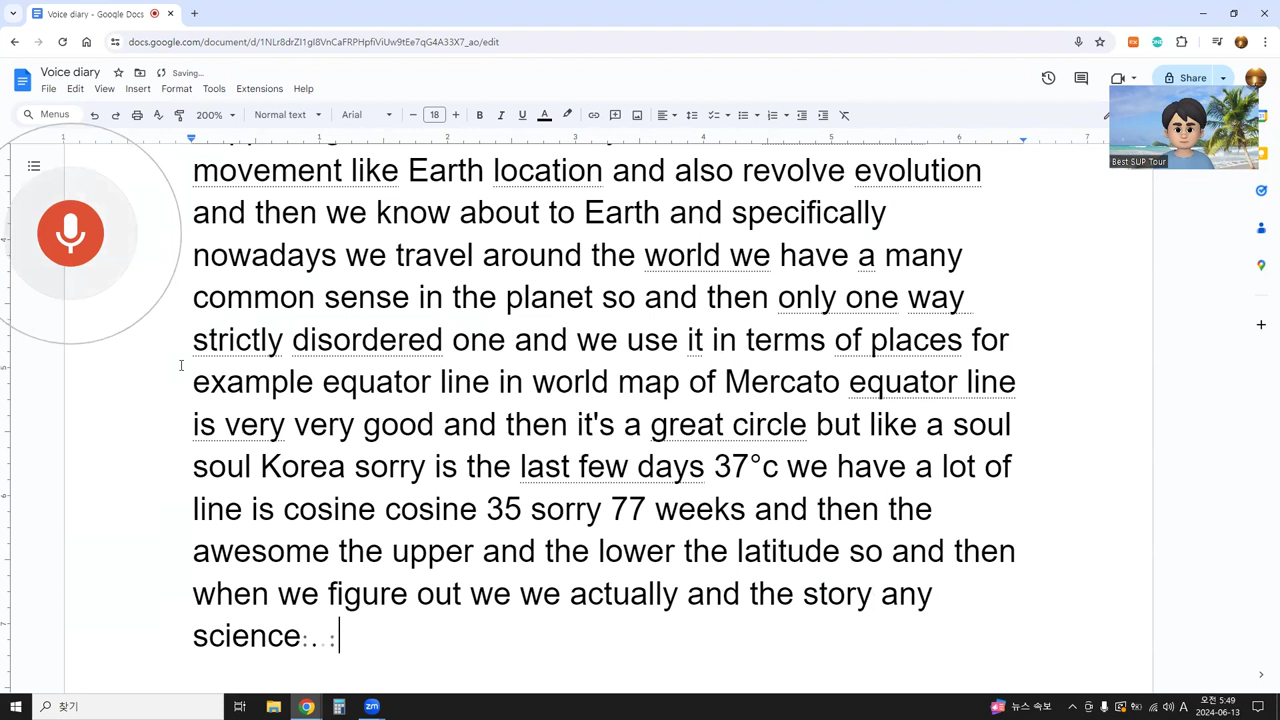 Voice diary - Google Docs
docs.google.com/document/d/1NLr8drZI1gI8VnCaFRPHpfiViUw9tEe7qG4A33X7_ao/edit
Voice diary
Saving...
File Edit View Insert Format Tools Extensions Help
Share
Menus
200%
Normal text
Arial
18
1 1 2 3 4 5 6 7
Best SUP Tour
movement like Earth location and also revolve evolution
and then we know about to Earth and specifically
nowadays we travel around the world we have a many
common sense in the planet so and then only one way
strictly disordered one and we use it in terms of places for
example equator line in world map of Mercato equator line
is very very good and then it's a great circle but like a soul
soul Korea sorry is the last few days 37°c we have a lot of
line is cosine cosine 35 sorry 77 weeks and then the
awesome the upper and the lower the latitude so and then
when we figure out we we actually and the story any
science
찾기
뉴스 속보
A
오전 5:49
2024-06-13